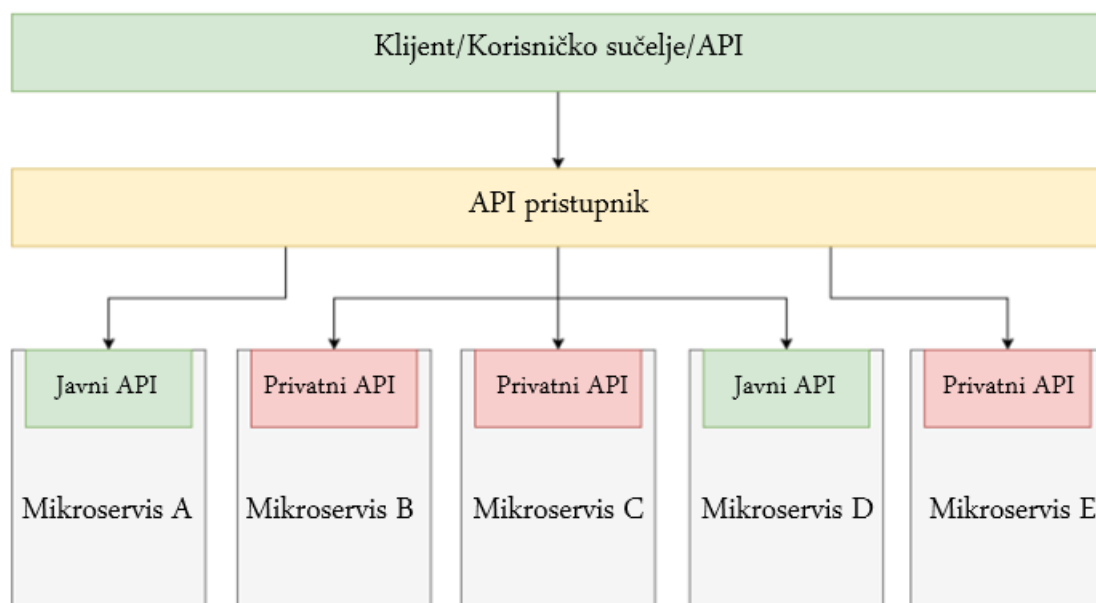 Klijent/Korisničko sučelje/API
API pristupnik
Javni API
Privatni API
Privatni API
Javni API
Privatni API
Mikroservis A
Mikroservis B
Mikroservis C
Mikroservis D
Mikroservis E